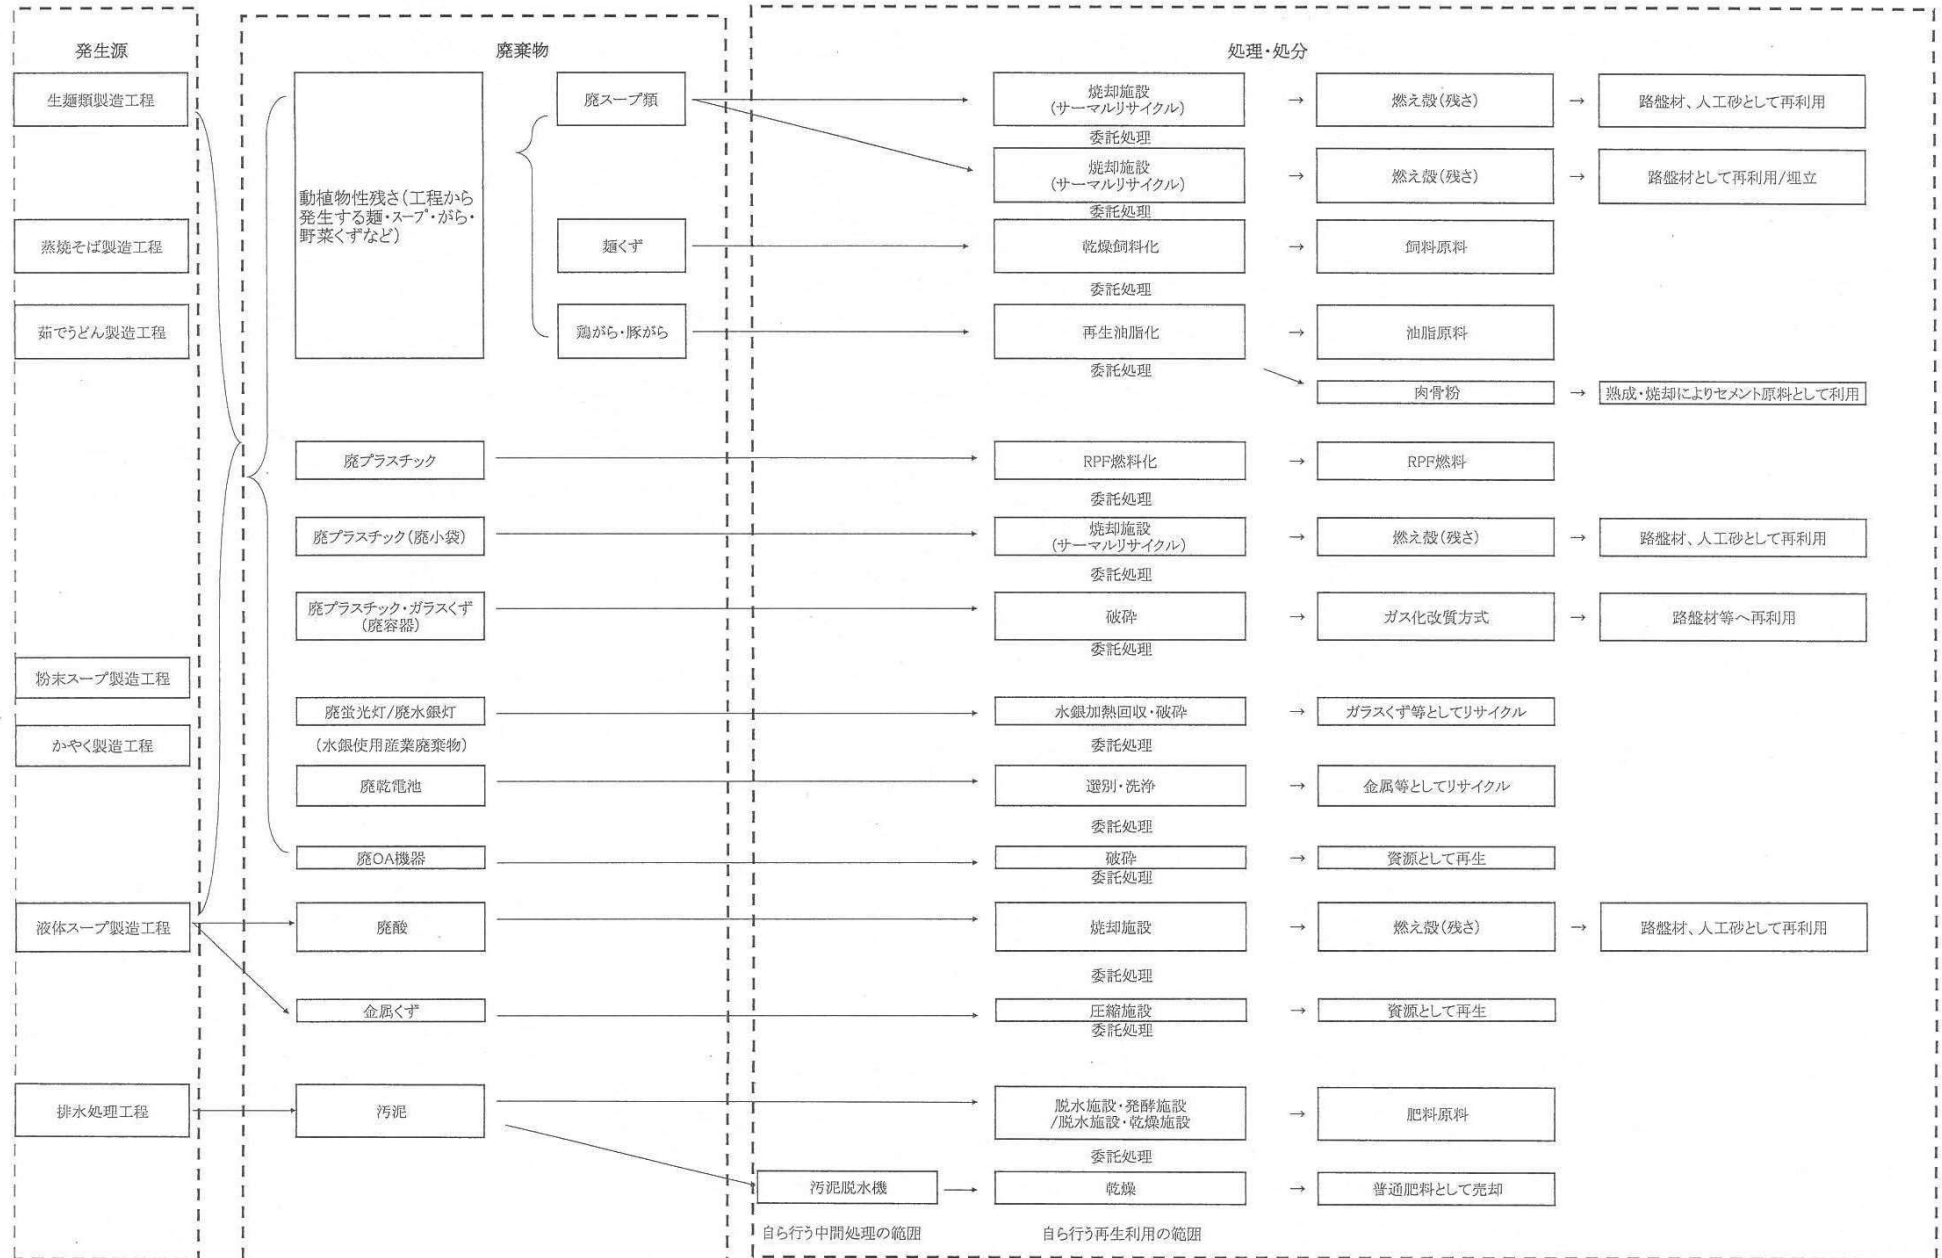 発生源
廃棄物
処理・処分
生麺類製造工程
廃スープ類
焼却施設
(サーマルリサイクル)
→
燃え殻(残さ)
→
路盤材、人工砂として再利用
委託処理
焼却施設
(サーマルリサイクル)
→
燃え殻(残さ)
→
路盤材として再利用/埋立
委託処理
動植物性残さ(工程から
発生する麺・スープ・がら・
野菜くずなど)
蒸焼そば製造工程
麺くず
乾燥飼料化
→
飼料原料
委託処理
茹でうどん製造工程
鶏がら・豚がら
再生油脂化
→
油脂原料
委託処理
肉骨粉
→
熟成・焼却によりセメント原料として利用
廃プラスチック
RPF燃料化
→
RPF燃料
委託処理
廃プラスチック(廃小袋)
焼却施設
(サーマルリサイクル)
→
燃え殻(残さ)
→
路盤材、人工砂として再利用
委託処理
廃プラスチック・ガラスくず
(廃容器)
破砕
→
ガス化改質方式
→
路盤材等へ再利用
委託処理
粉末スープ製造工程
廃蛍光灯/廃水銀灯
水銀加熱回収・破砕
→
ガラスくず等としてリサイクル
かやく製造工程
(水銀使用産業廃棄物)
委託処理
廃乾電池
選別・洗浄
→
金属等としてリサイクル
委託処理
廃OA機器
破砕
→
資源として再生
委託処理
液体スープ製造工程
廃酸
焼却施設
→
燃え殻(残さ)
→
路盤材、人工砂として再利用
委託処理
金属くず
圧縮施設
→
資源として再生
委託処理
排水処理工程
汚泥
脱水施設・発酵施設
/脱水施設・乾燥施設
→
肥料原料
委託処理
汚泥脱水機
乾燥
→
普通肥料として売却
自ら行う中間処理の範囲
自ら行う再生利用の範囲